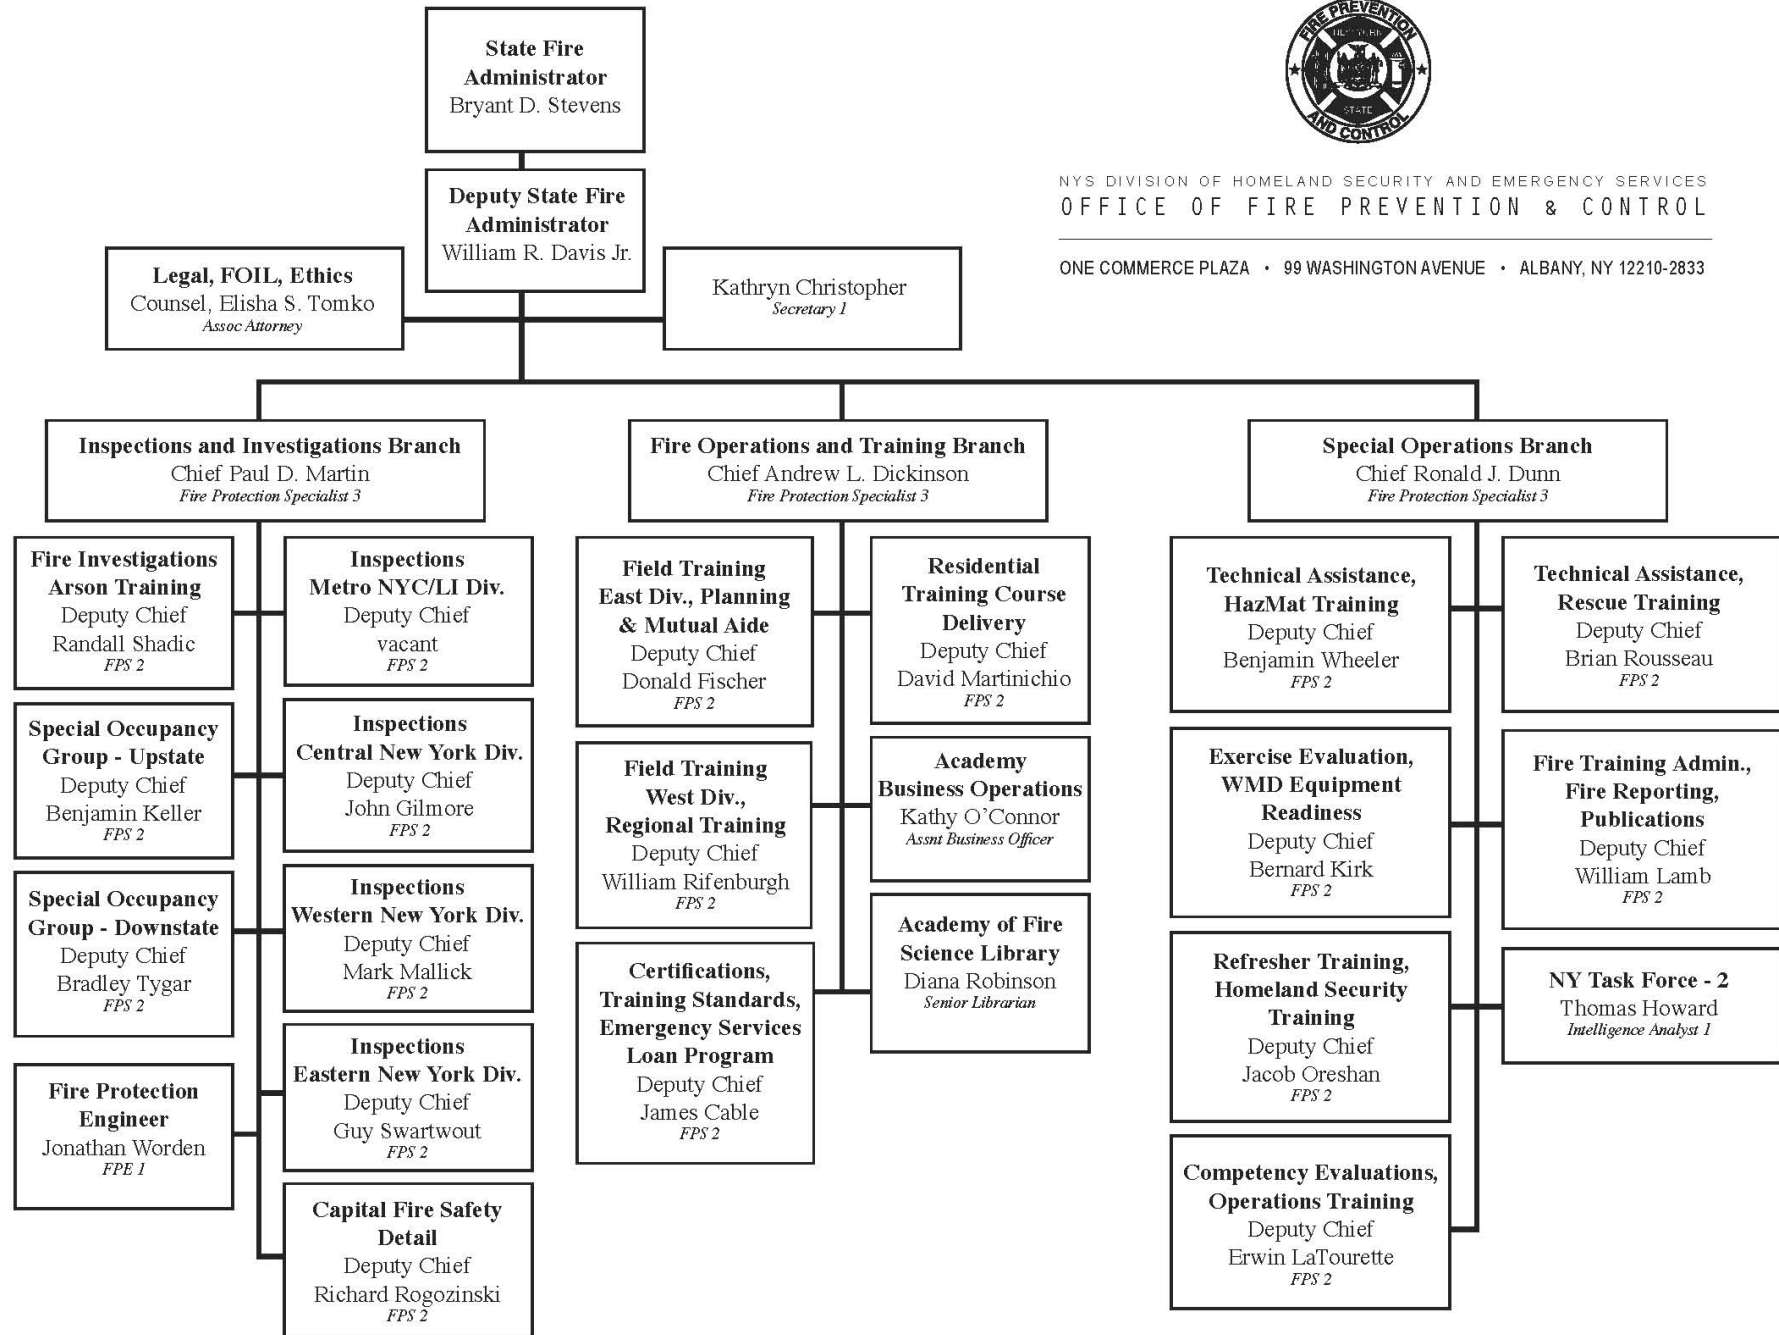 State Fire
Administrator
Bryant D. Stevens
FIRE PREVENTION
NEW YORK
STATE
AND CONTROL
NYS DIVISION OF HOMELAND SECURITY AND EMERGENCY SERVICES
OFFICE OF FIRE PREVENTION & CONTROL
ONE COMMERCE PLAZA • 99 WASHINGTON AVENUE • ALBANY, NY 12210-2833
Deputy State Fire
Administrator
William R. Davis Jr.
Legal, FOIL, Ethics
Counsel, Elisha S. Tomko
Assoc Attorney
Kathryn Christopher
Secretary 1
Inspections and Investigations Branch
Chief Paul D. Martin
Fire Protection Specialist 3
Fire Investigations
Arson Training
Deputy Chief
Randall Shadic
FPS 2
Inspections
Metro NYC/LI Div.
Deputy Chief
vacant
FPS 2
Special Occupancy
Group - Upstate
Deputy Chief
Benjamin Keller
FPS 2
Inspections
Central New York Div.
Deputy Chief
John Gilmore
FPS 2
Special Occupancy
Group - Downstate
Deputy Chief
Bradley Tygar
FPS 2
Inspections
Western New York Div.
Deputy Chief
Mark Mallick
FPS 2
Fire Protection
Engineer
Jonathan Worden
FPE 1
Inspections
Eastern New York Div.
Deputy Chief
Guy Swartwout
FPS 2
Capital Fire Safety
Detail
Deputy Chief
Richard Rogozinski
FPS 2
Fire Operations and Training Branch
Chief Andrew L. Dickinson
Fire Protection Specialist 3
Field Training
East Div., Planning
& Mutual Aide
Deputy Chief
Donald Fischer
FPS 2
Residential
Training Course
Delivery
Deputy Chief
David Martinichio
FPS 2
Field Training
West Div.,
Regional Training
Deputy Chief
William Rifenburgh
FPS 2
Academy
Business Operations
Kathy O'Connor
Assnt Business Officer
Certifications,
Training Standards,
Emergency Services
Loan Program
Deputy Chief
James Cable
FPS 2
Academy of Fire
Science Library
Diana Robinson
Senior Librarian
Special Operations Branch
Chief Ronald J. Dunn
Fire Protection Specialist 3
Technical Assistance,
HazMat Training
Deputy Chief
Benjamin Wheeler
FPS 2
Technical Assistance,
Rescue Training
Deputy Chief
Brian Rousseau
FPS 2
Exercise Evaluation,
WMD Equipment
Readiness
Deputy Chief
Bernard Kirk
FPS 2
Fire Training Admin.,
Fire Reporting,
Publications
Deputy Chief
William Lamb
FPS 2
Refresher Training,
Homeland Security
Training
Deputy Chief
Jacob Oreshan
FPS 2
NY Task Force - 2
Thomas Howard
Intelligence Analyst 1
Competency Evaluations,
Operations Training
Deputy Chief
Erwin LaTourette
FPS 2